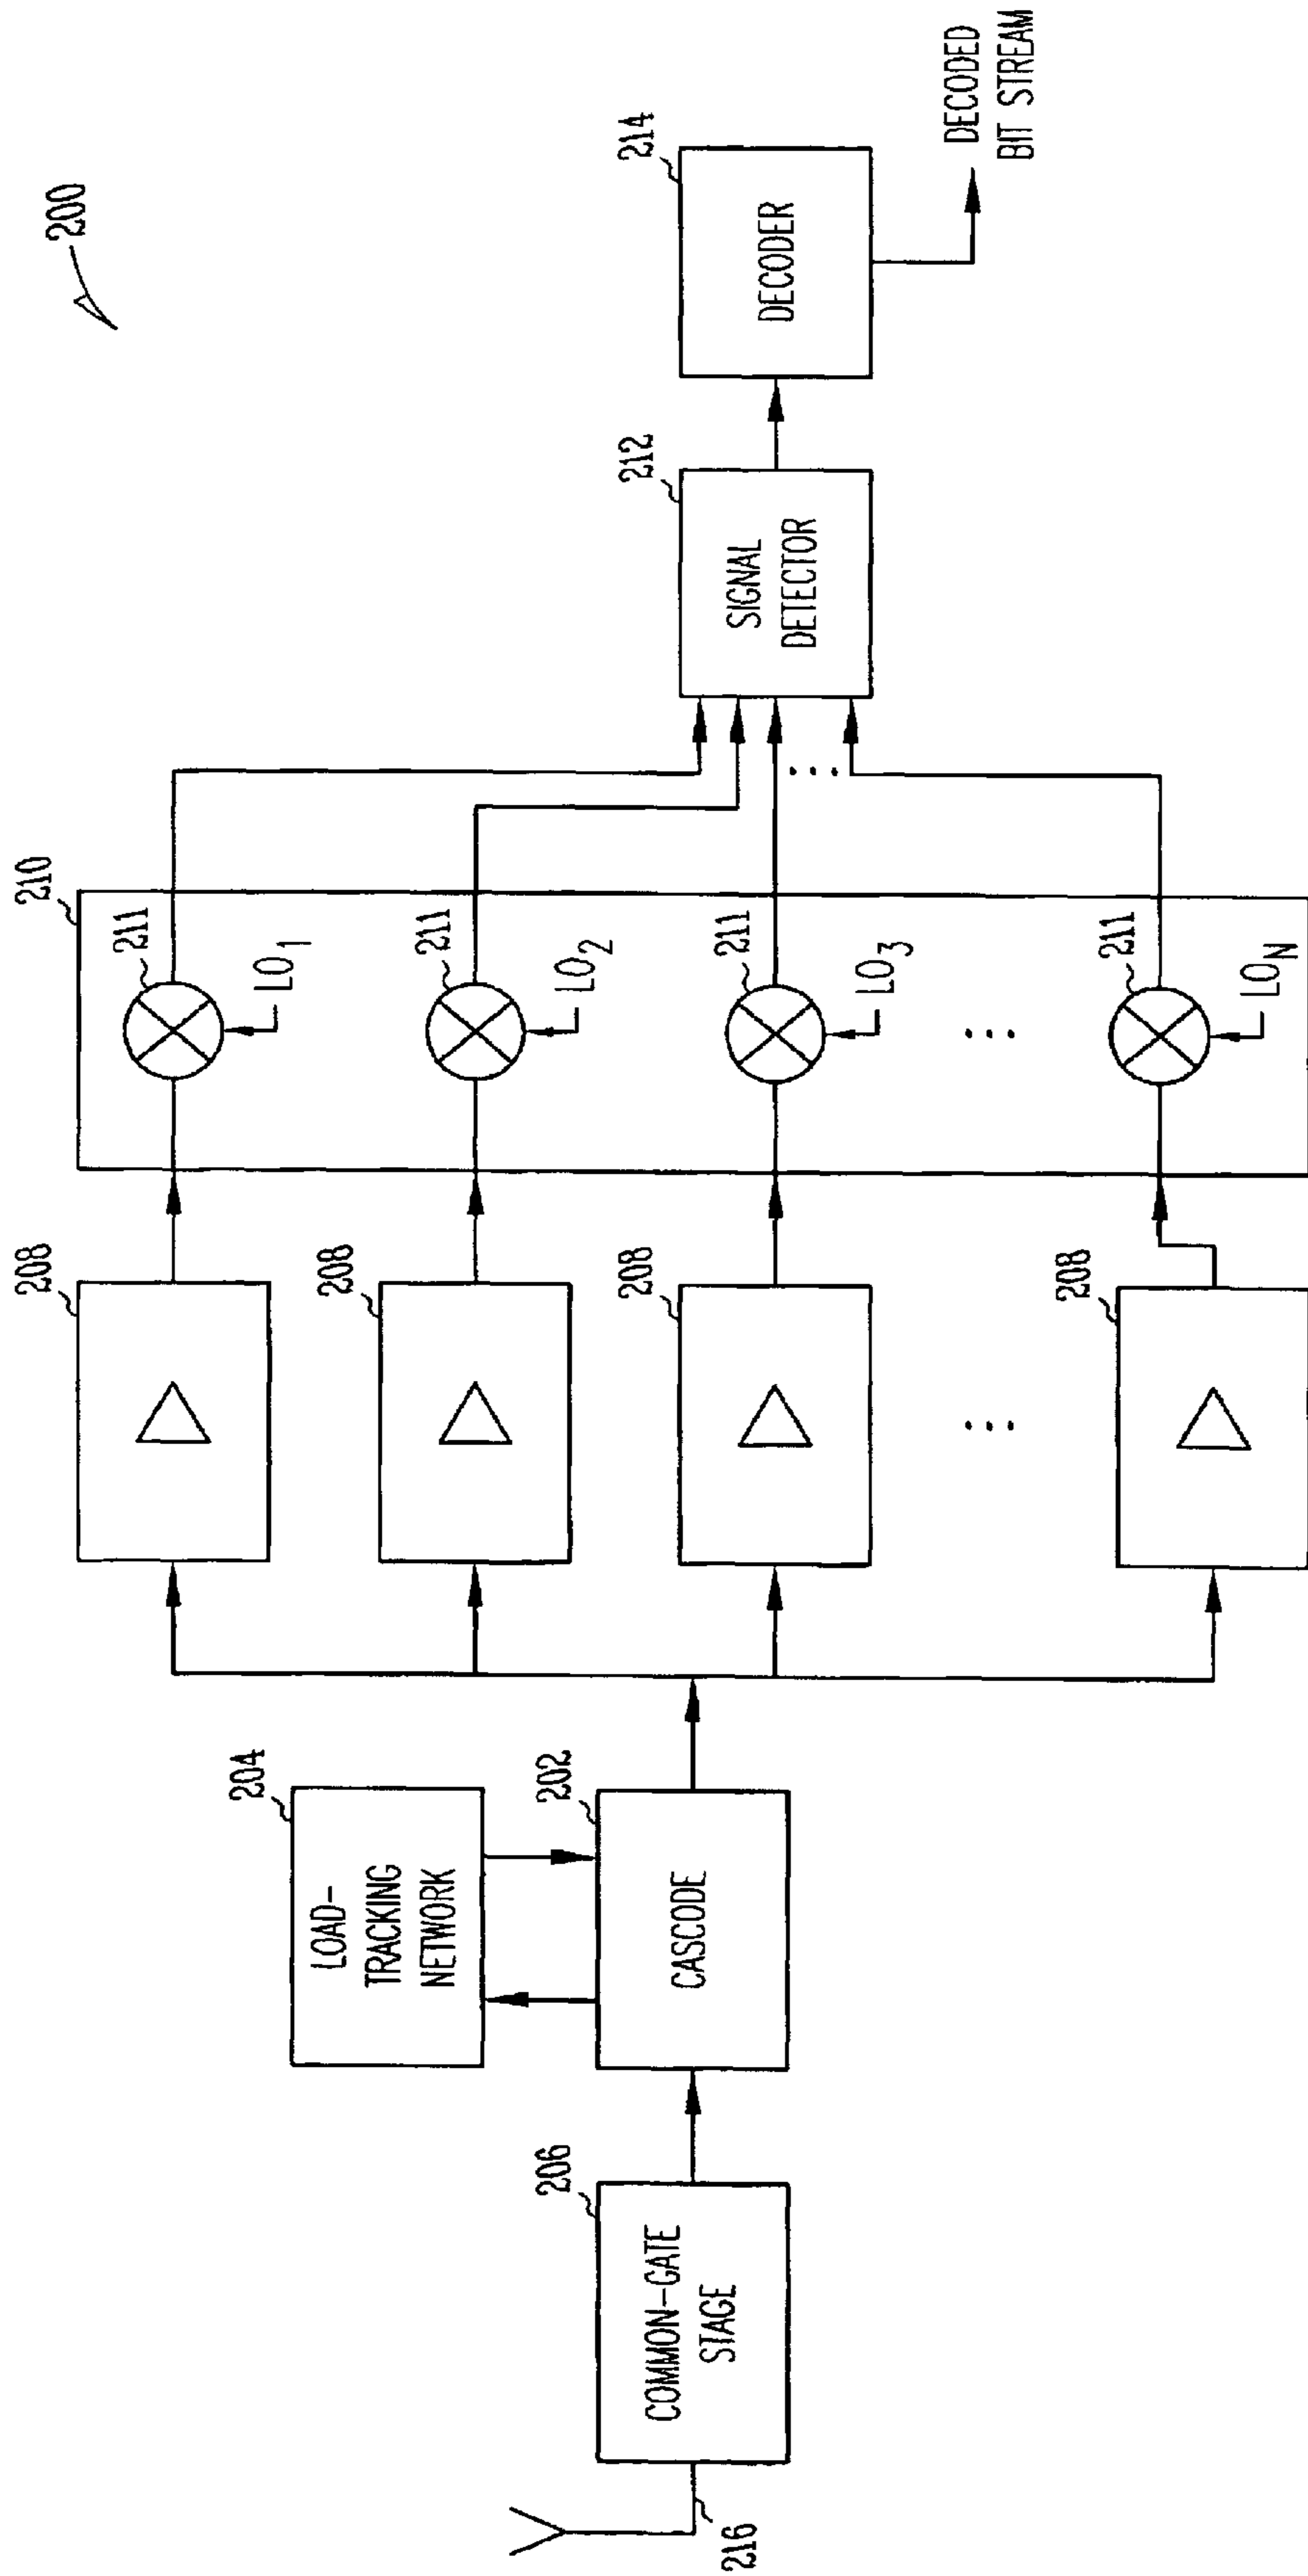 200
216
206
COMMON-GATE
STAGE
204
LOAD-
TRACKING
NETWORK
202
CASCODE
208
208
208
...
208
210
211
LO1
211
LO2
211
LO3
...
211
LON
...
212
SIGNAL
DETECTOR
214
DECODER
DECODED
BIT STREAM